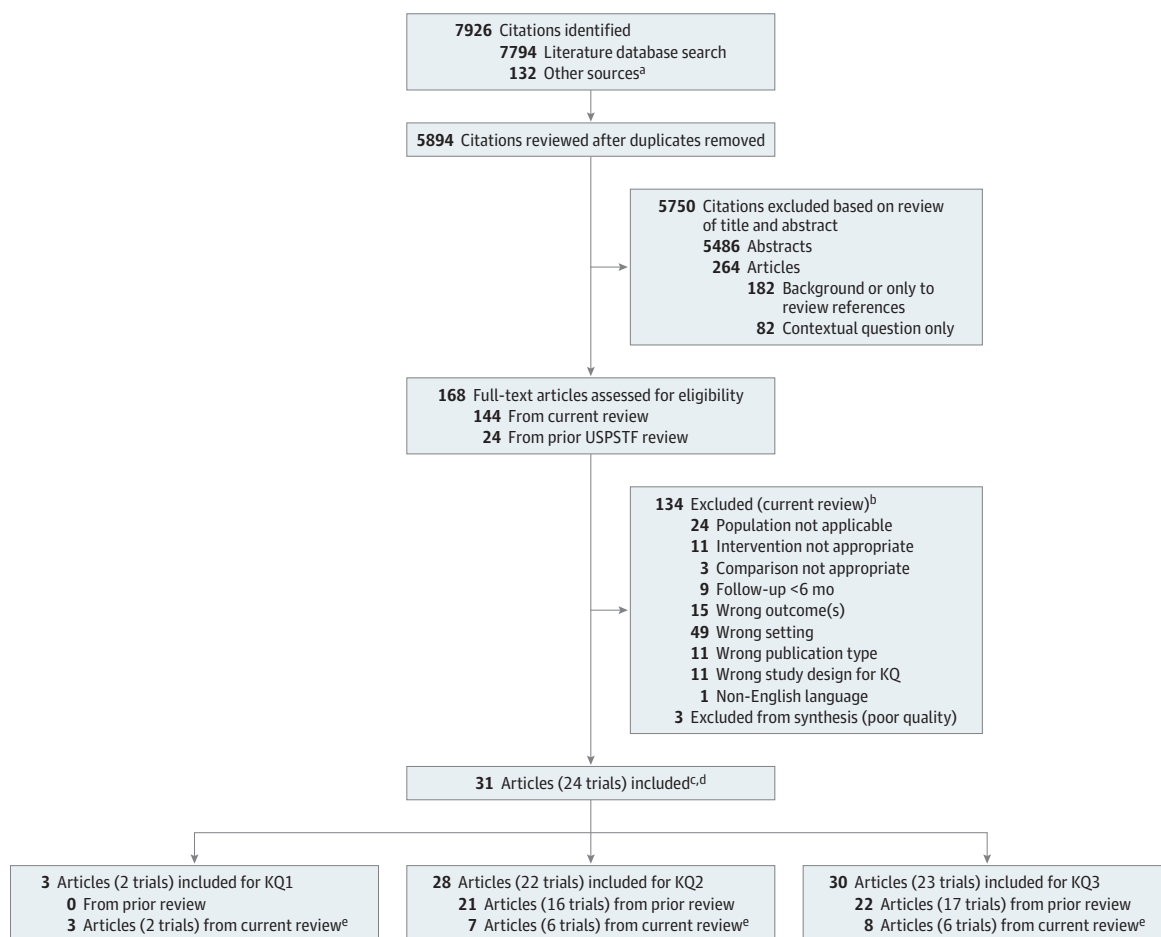 7926 Citations identified
7794 Literature database search
132 Other sourcesᵃ
5894 Citations reviewed after duplicates removed
5750 Citations excluded based on review
of title and abstract
5486 Abstracts
264 Articles
182 Background or only to
review references
82 Contextual question only
168 Full-text articles assessed for eligibility
144 From current review
24 From prior USPSTF review
134 Excluded (current review)ᵇ
24 Population not applicable
11 Intervention not appropriate
3 Comparison not appropriate
9 Follow-up <6 mo
15 Wrong outcome(s)
49 Wrong setting
11 Wrong publication type
11 Wrong study design for KQ
1 Non-English language
3 Excluded from synthesis (poor quality)
31 Articles (24 trials) includedᶜ,ᵈ
3 Articles (2 trials) included for KQ1
0 From prior review
3 Articles (2 trials) from current reviewᵉ
28 Articles (22 trials) included for KQ2
21 Articles (16 trials) from prior review
7 Articles (6 trials) from current reviewᵉ
30 Articles (23 trials) included for KQ3
22 Articles (17 trials) from prior review
8 Articles (6 trials) from current reviewᵉ